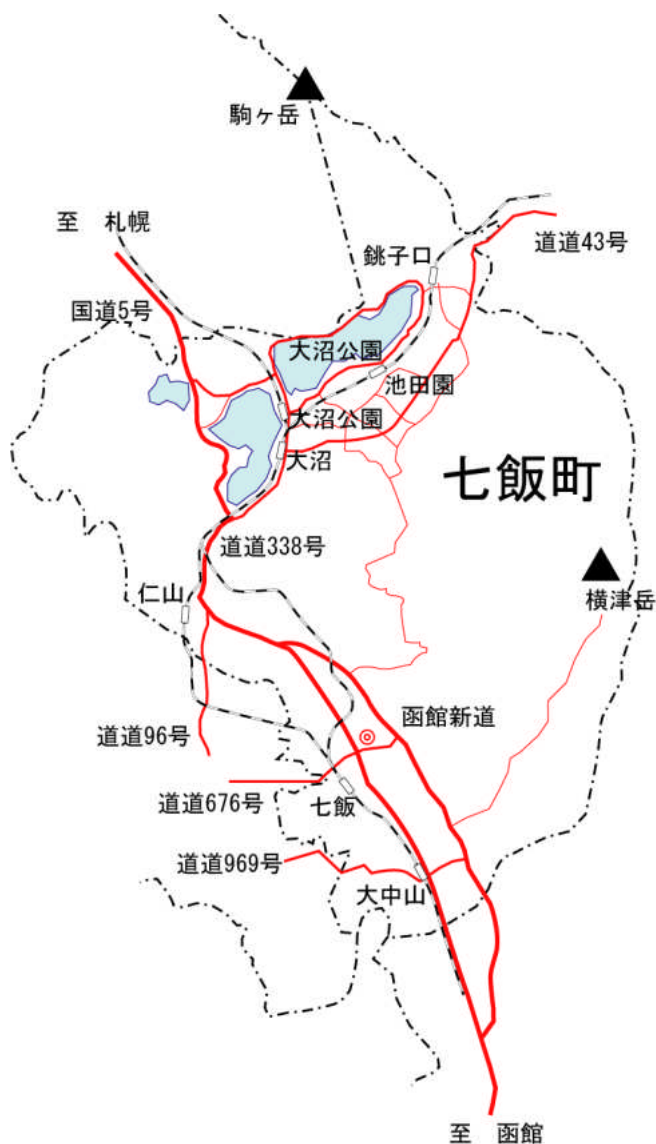 駒ヶ岳
至　札幌
道道43号
銚子口
国道5号
大沼公園
池田園
大沼公園
大沼
七飯町
道道338号
仁山
横津岳
函館新道
道道96号
道道676号
七飯
道道969号
大中山
至　函館